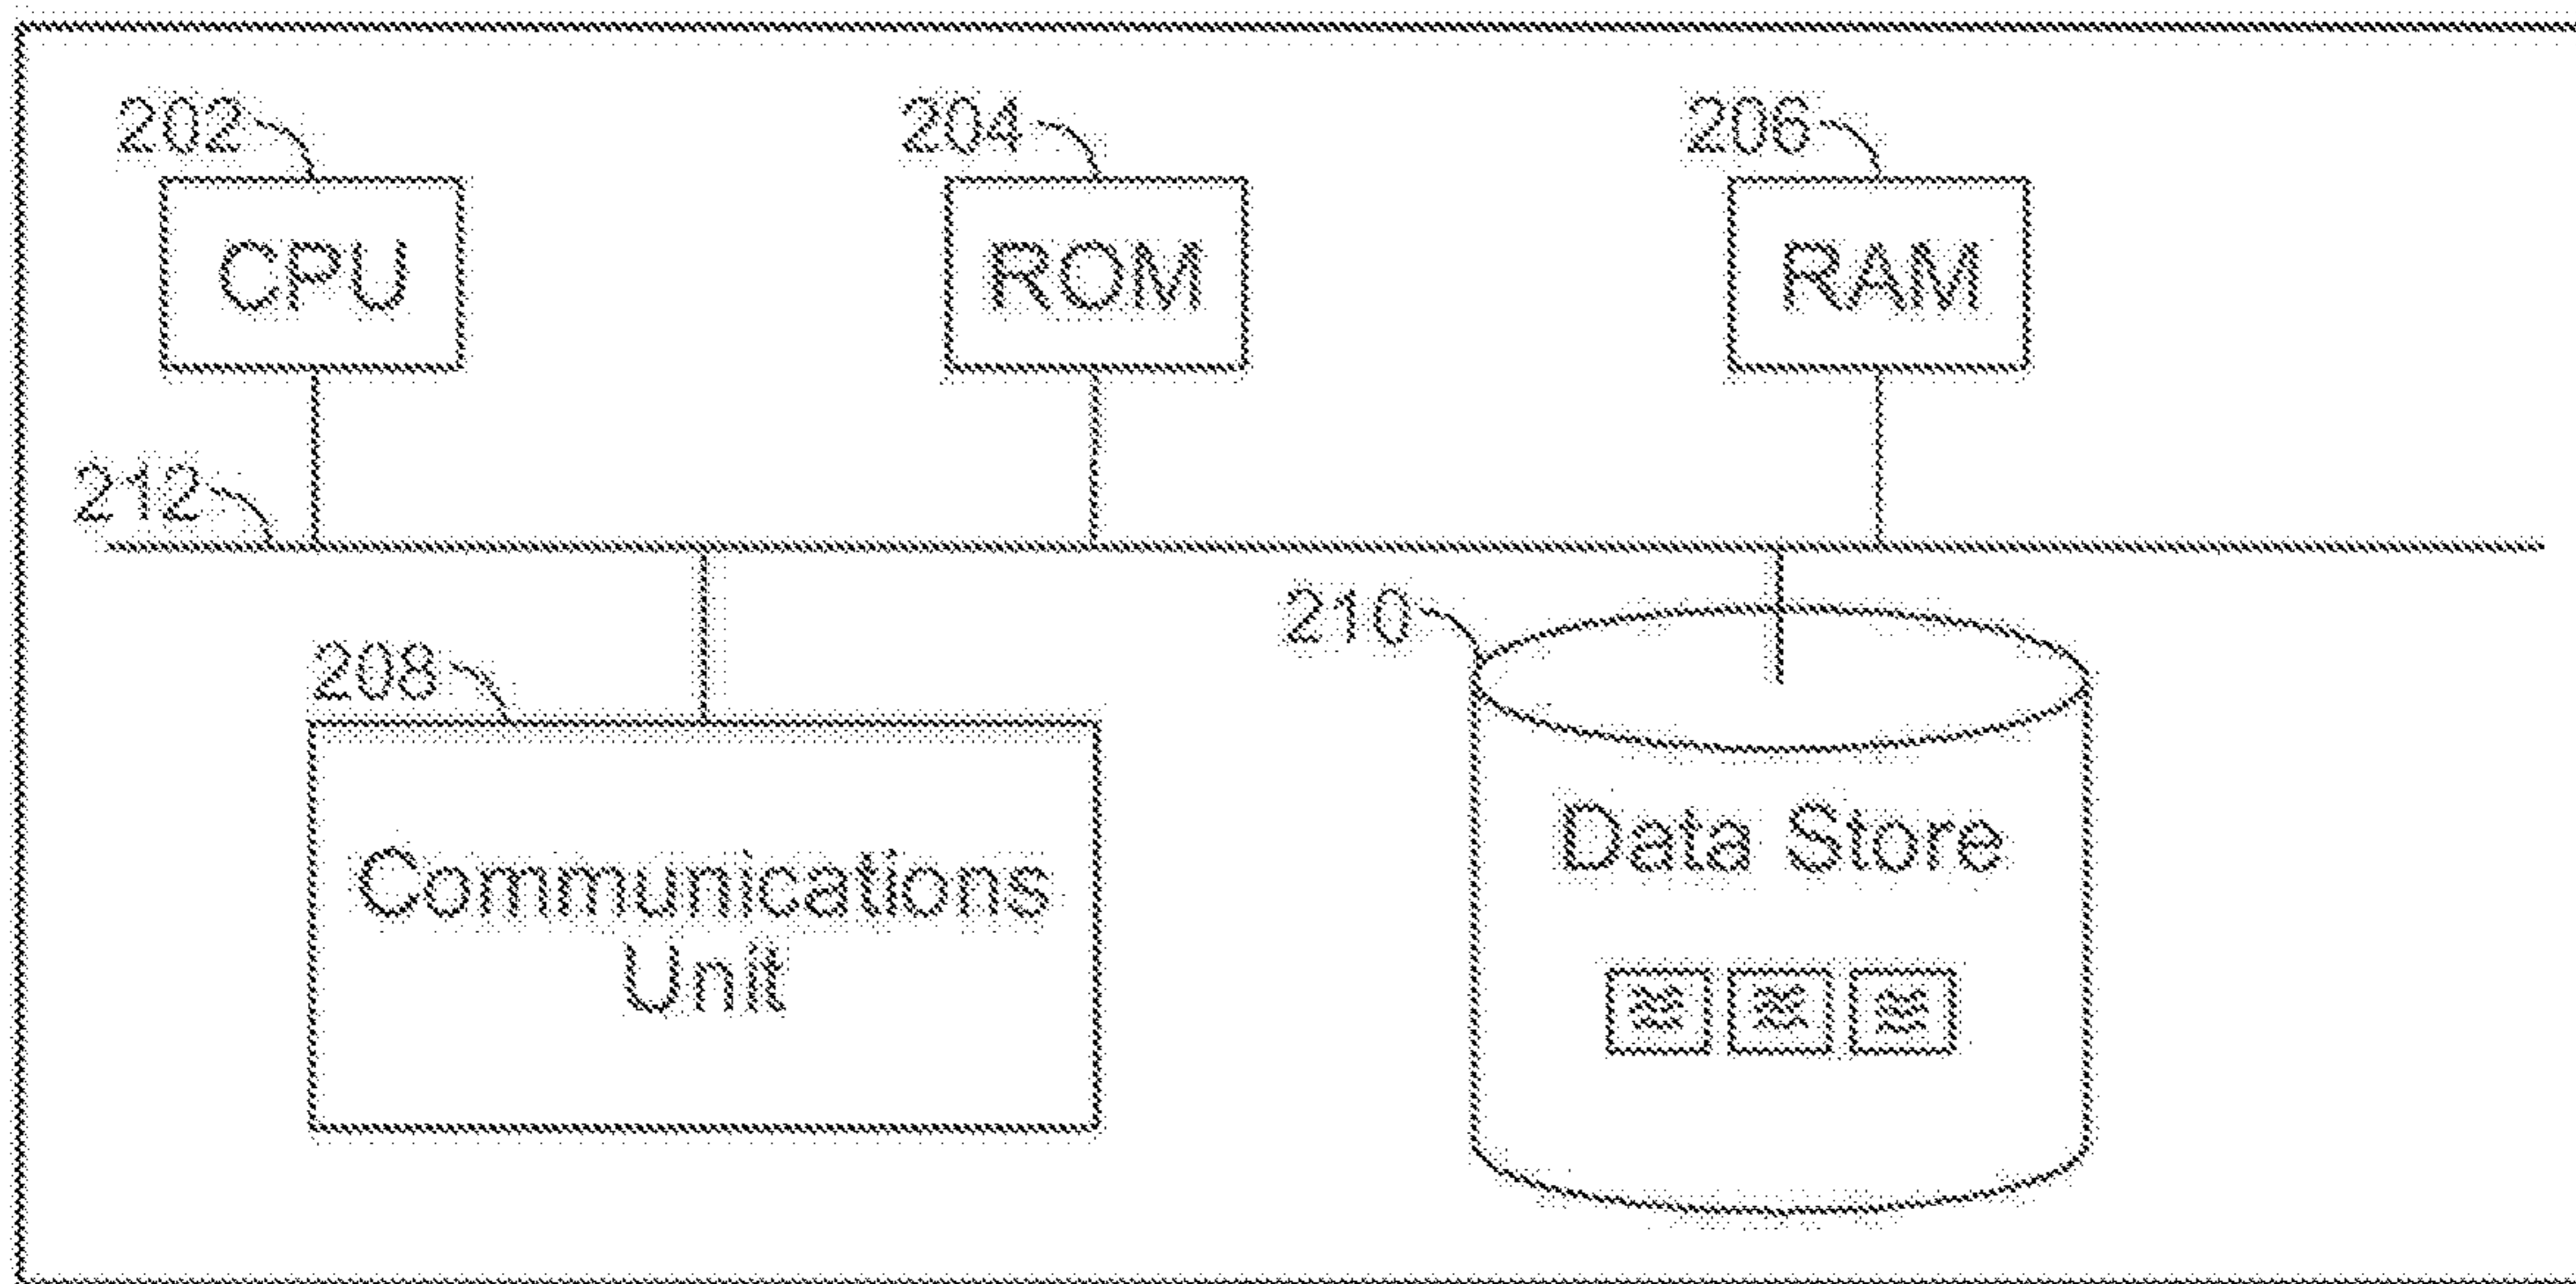 202
204
206
CPU
ROM
RAM
212
210
208
Data Store
Communications
Unit